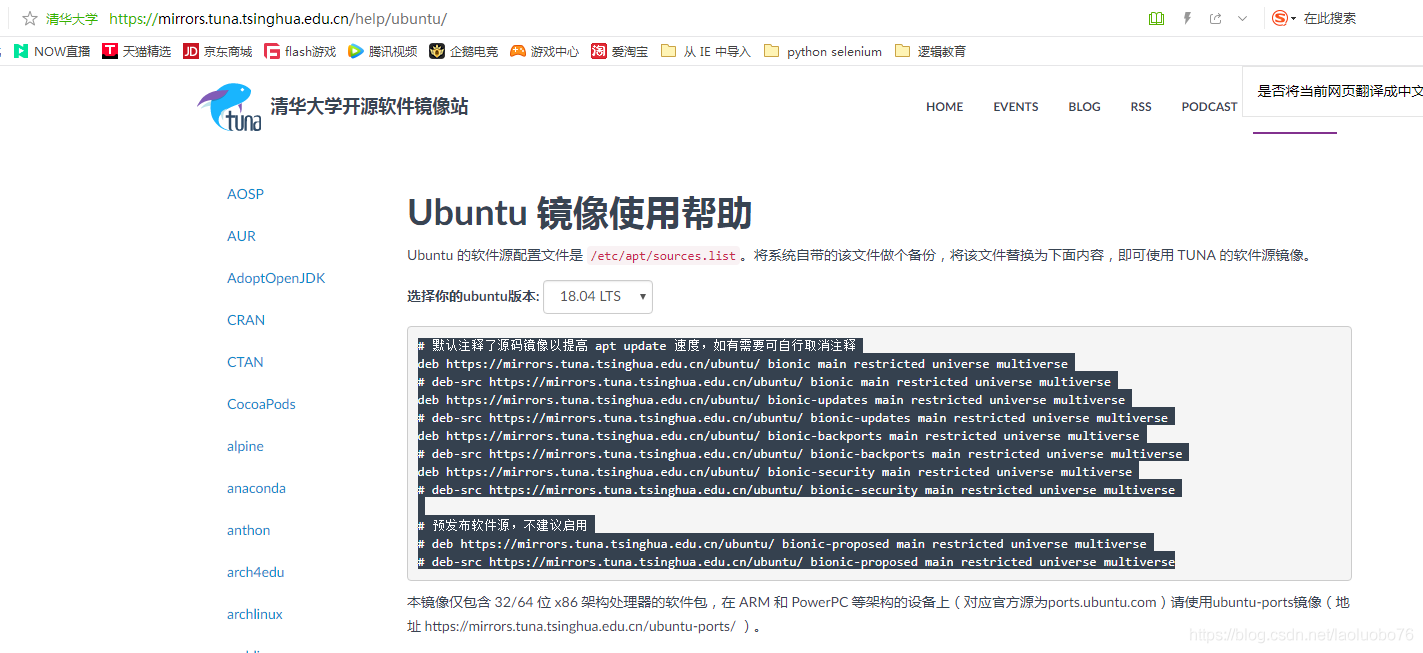 清华大学 https://mirrors.tuna.tsinghua.edu.cn/help/ubuntu/ 在此搜索
NOW直播 天猫精选 京东商城 flash游戏 腾讯视频 企鹅电竞 游戏中心 爱淘宝 从 IE 中导入 python selenium 逻辑教育
tuna 清华大学开源软件镜像站 HOME EVENTS BLOG RSS PODCAST 是否将当前网页翻译成中文
AOSP
AUR
AdoptOpenJDK
CRAN
CTAN
CocoaPods
alpine
anaconda
anthon
arch4edu
archlinux
Ubuntu 镜像使用帮助
Ubuntu 的软件源配置文件是 /etc/apt/sources.list 。将系统自带的该文件做个备份，将该文件替换为下面内容，即可使用 TUNA 的软件源镜像。
选择你的ubuntu版本: 18.04 LTS
# 默认注释了源码镜像以提高 apt update 速度，如有需要可自行取消注释
deb https://mirrors.tuna.tsinghua.edu.cn/ubuntu/ bionic main restricted universe multiverse
# deb-src https://mirrors.tuna.tsinghua.edu.cn/ubuntu/ bionic main restricted universe multiverse
deb https://mirrors.tuna.tsinghua.edu.cn/ubuntu/ bionic-updates main restricted universe multiverse
# deb-src https://mirrors.tuna.tsinghua.edu.cn/ubuntu/ bionic-updates main restricted universe multiverse
deb https://mirrors.tuna.tsinghua.edu.cn/ubuntu/ bionic-backports main restricted universe multiverse
# deb-src https://mirrors.tuna.tsinghua.edu.cn/ubuntu/ bionic-backports main restricted universe multiverse
deb https://mirrors.tuna.tsinghua.edu.cn/ubuntu/ bionic-security main restricted universe multiverse
# deb-src https://mirrors.tuna.tsinghua.edu.cn/ubuntu/ bionic-security main restricted universe multiverse
# 预发布软件源，不建议启用
# deb https://mirrors.tuna.tsinghua.edu.cn/ubuntu/ bionic-proposed main restricted universe multiverse
# deb-src https://mirrors.tuna.tsinghua.edu.cn/ubuntu/ bionic-proposed main restricted universe multiverse
本镜像仅包含 32/64 位 x86 架构处理器的软件包，在 ARM 和 PowerPC 等架构的设备上（对应官方源为ports.ubuntu.com）请使用ubuntu-ports镜像（地
址 https://mirrors.tuna.tsinghua.edu.cn/ubuntu-ports/ ）。
https://blog.csdn.net/laoluobo76